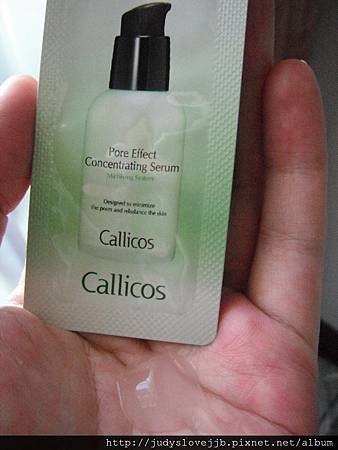 Pore Effect
Concentrating Serum
Mattifying System
Designed to minimize
the pores and rebalance the skin
Callicos
Callicos
http://judyslovejjb.pixnet.net/album